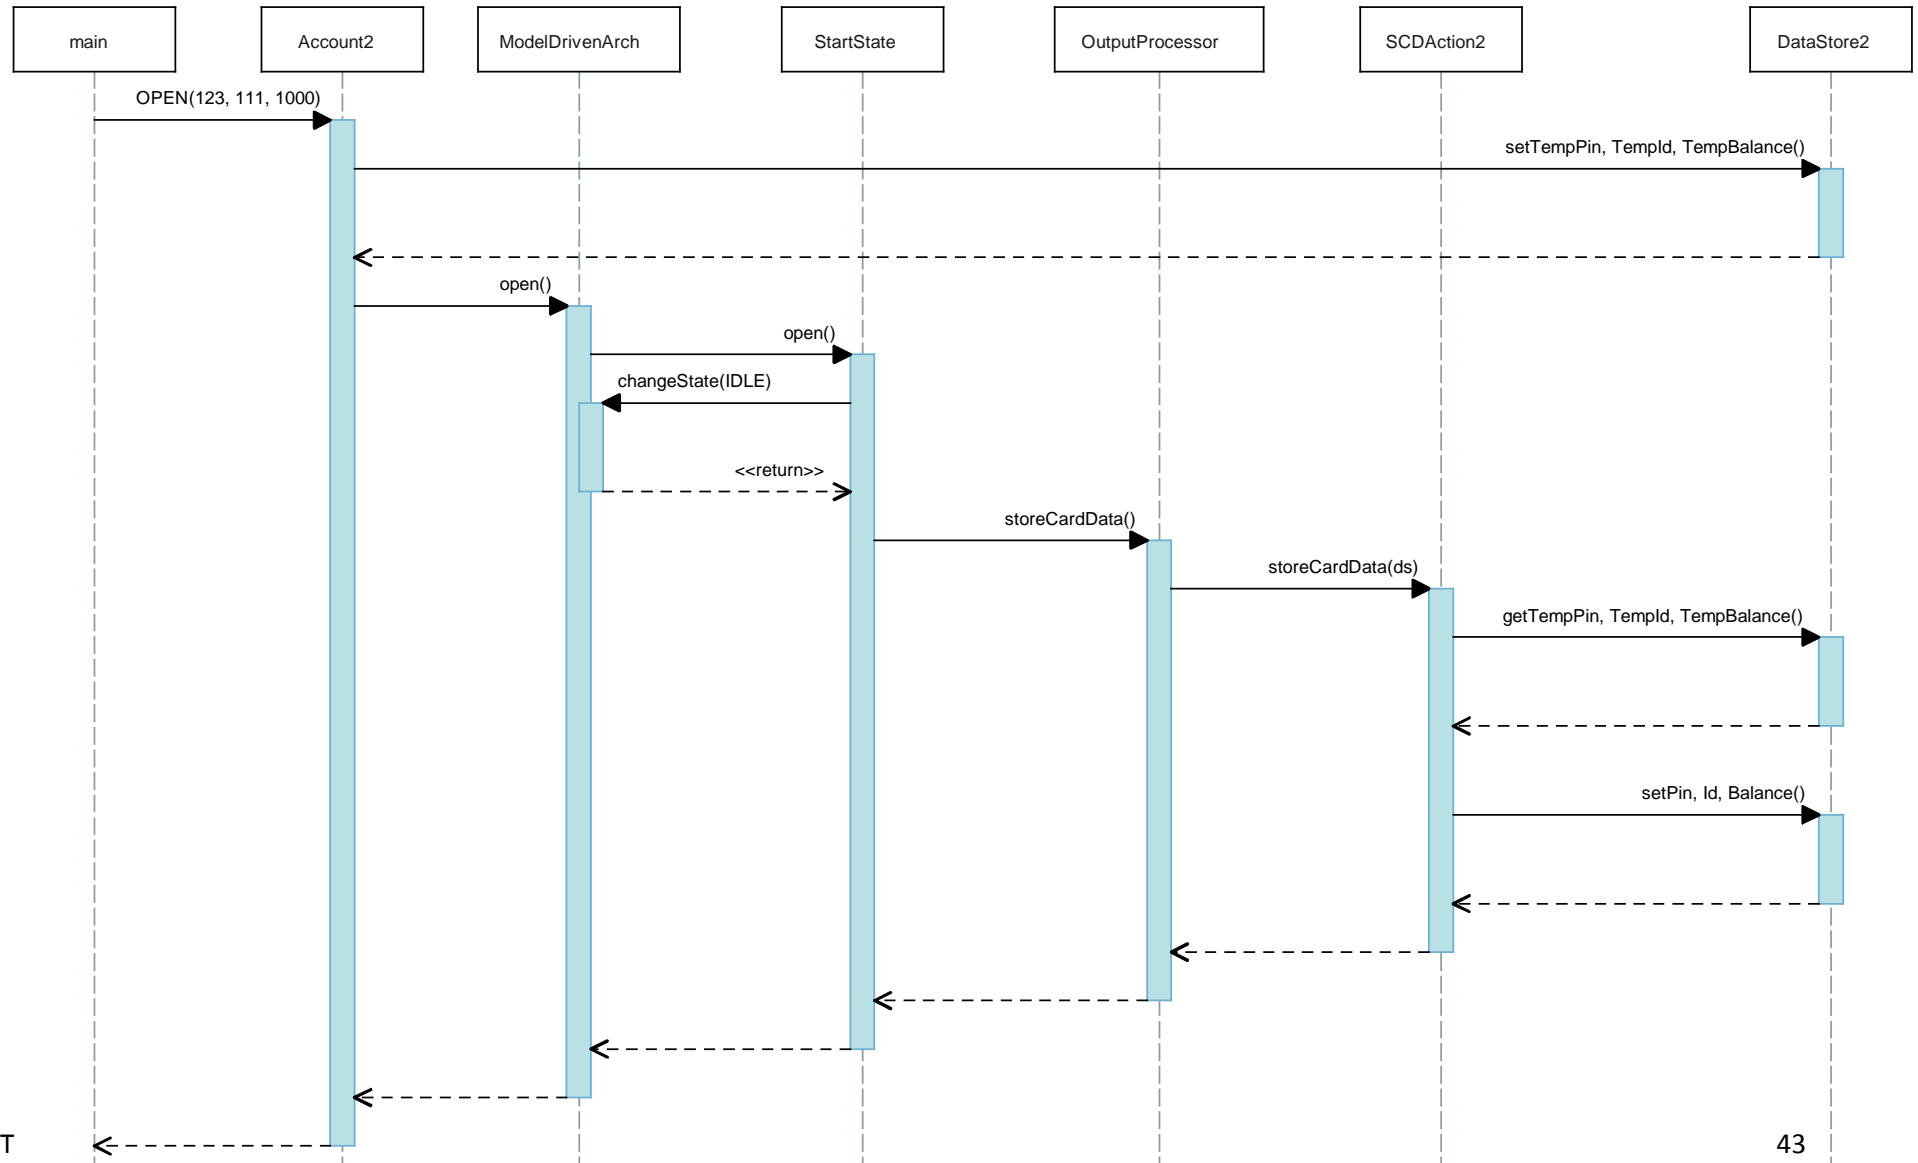 main
Account2
ModelDrivenArch
StartState
OutputProcessor
SCDAction2
DataStore2
OPEN(123, 111, 1000)
setTempPin, TempId, TempBalance()
open()
open()
changeState(IDLE)
<<return>>
storeCardData()
storeCardData(ds)
getTempPin, TempId, TempBalance()
setPin, Id, Balance()
T
43